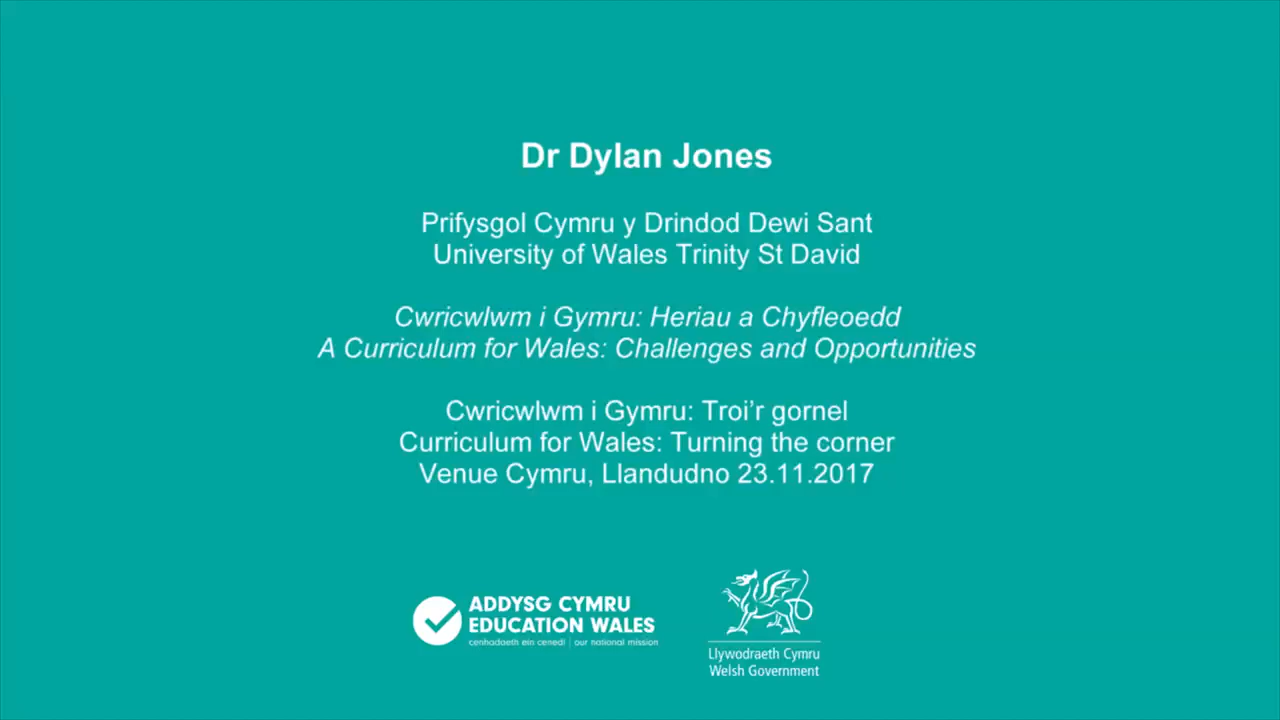 Dr Dylan Jones
Prifysgol Cymru y Drindod Dewi Sant
University of Wales Trinity St David
Cwricwlwm i Gymru: Heriau a Chyfleoedd
A Curriculum for Wales: Challenges and Opportunities
Cwricwlwm i Gymru: Troi’r gornel
Curriculum for Wales: Turning the corner
Venue Cymru, Llandudno 23.11.2017
ADDYSG CYMRU
EDUCATION WALES
cenhadaeth ein cenedl | our national mission
Llywodraeth Cymru
Welsh Government